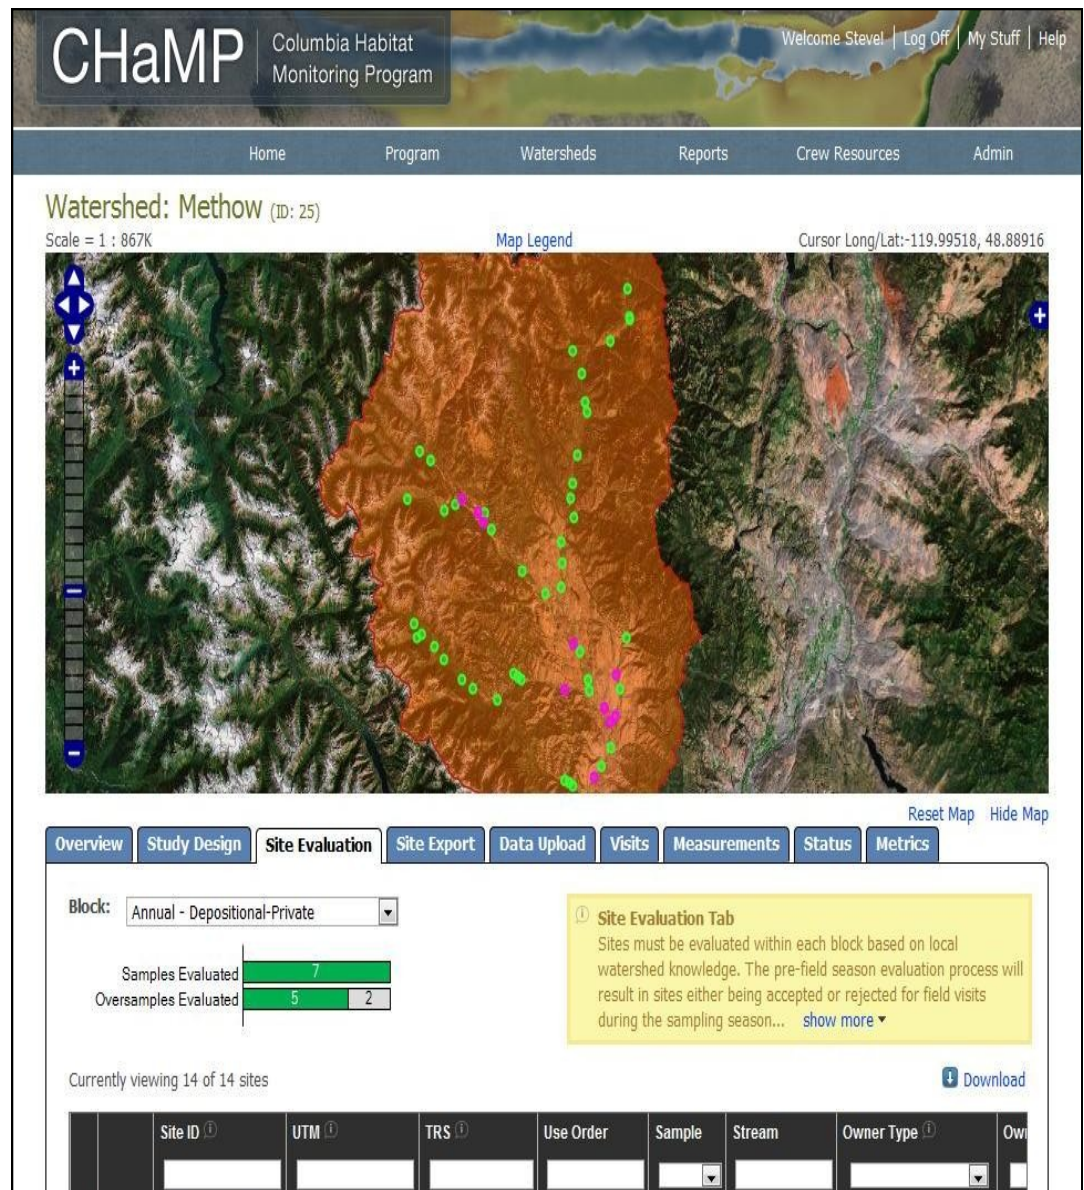 CHaMP
Columbia Habitat
Monitoring Program
Welcome Steve! | Log Off | My Stuff | Help
Home Program Watersheds Reports Crew Resources Admin
Watershed: Methow (ID: 25)
Scale = 1 : 867K Map Legend Cursor Long/Lat:-119.99518, 48.88916
Reset Map Hide Map
Overview Study Design Site Evaluation Site Export Data Upload Visits Measurements Status Metrics
Block: Annual - Depositional-Private
Samples Evaluated 7
Oversamples Evaluated 5 2
Site Evaluation Tab
Sites must be evaluated within each block based on local
watershed knowledge. The pre-field season evaluation process will
result in sites either being accepted or rejected for field visits
during the sampling season... show more
Currently viewing 14 of 14 sites Download
Site ID UTM TRS Use Order Sample Stream Owner Type Own